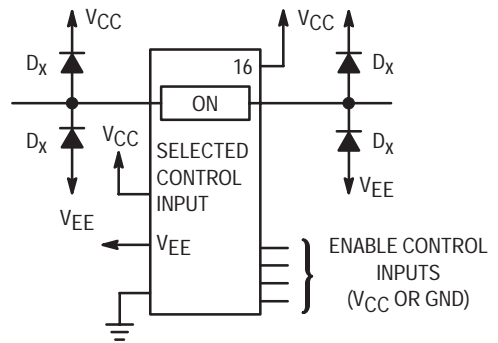 VCC
VCC
VCC
DX
16
DX
ON
DX
VCC
SELECTED
CONTROL
INPUT
DX
VEE
VEE
VEE
ENABLE CONTROL
INPUTS
(VCC OR GND)